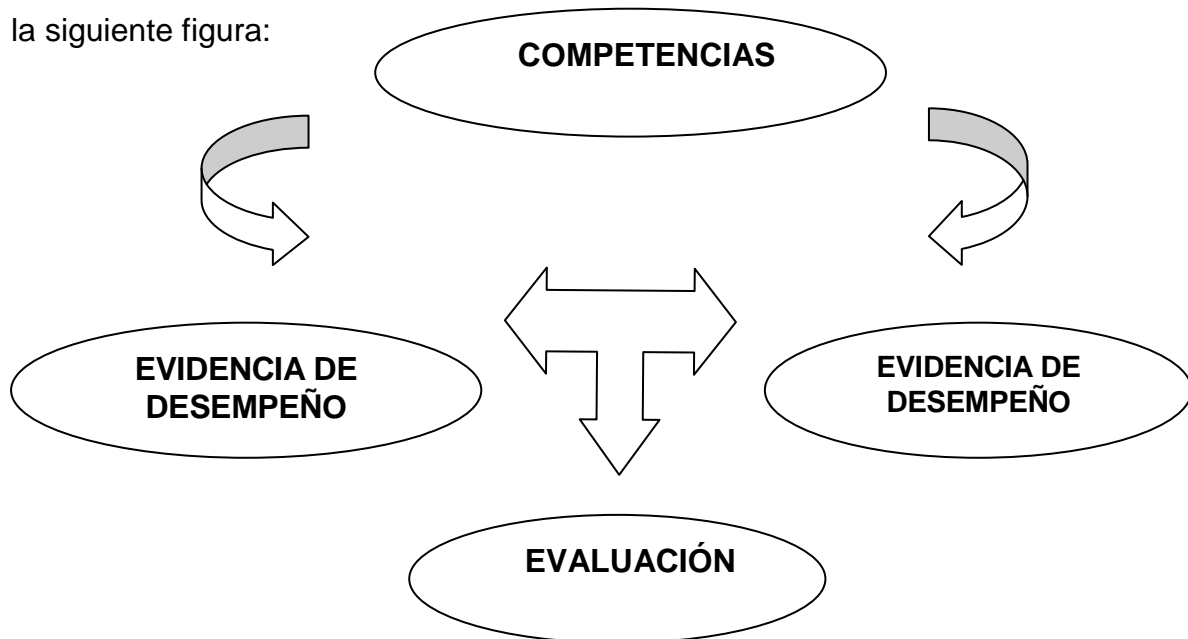 la siguiente figura:
COMPETENCIAS
EVIDENCIA DE
DESEMPEÑO
EVIDENCIA DE
DESEMPEÑO
EVALUACIÓN